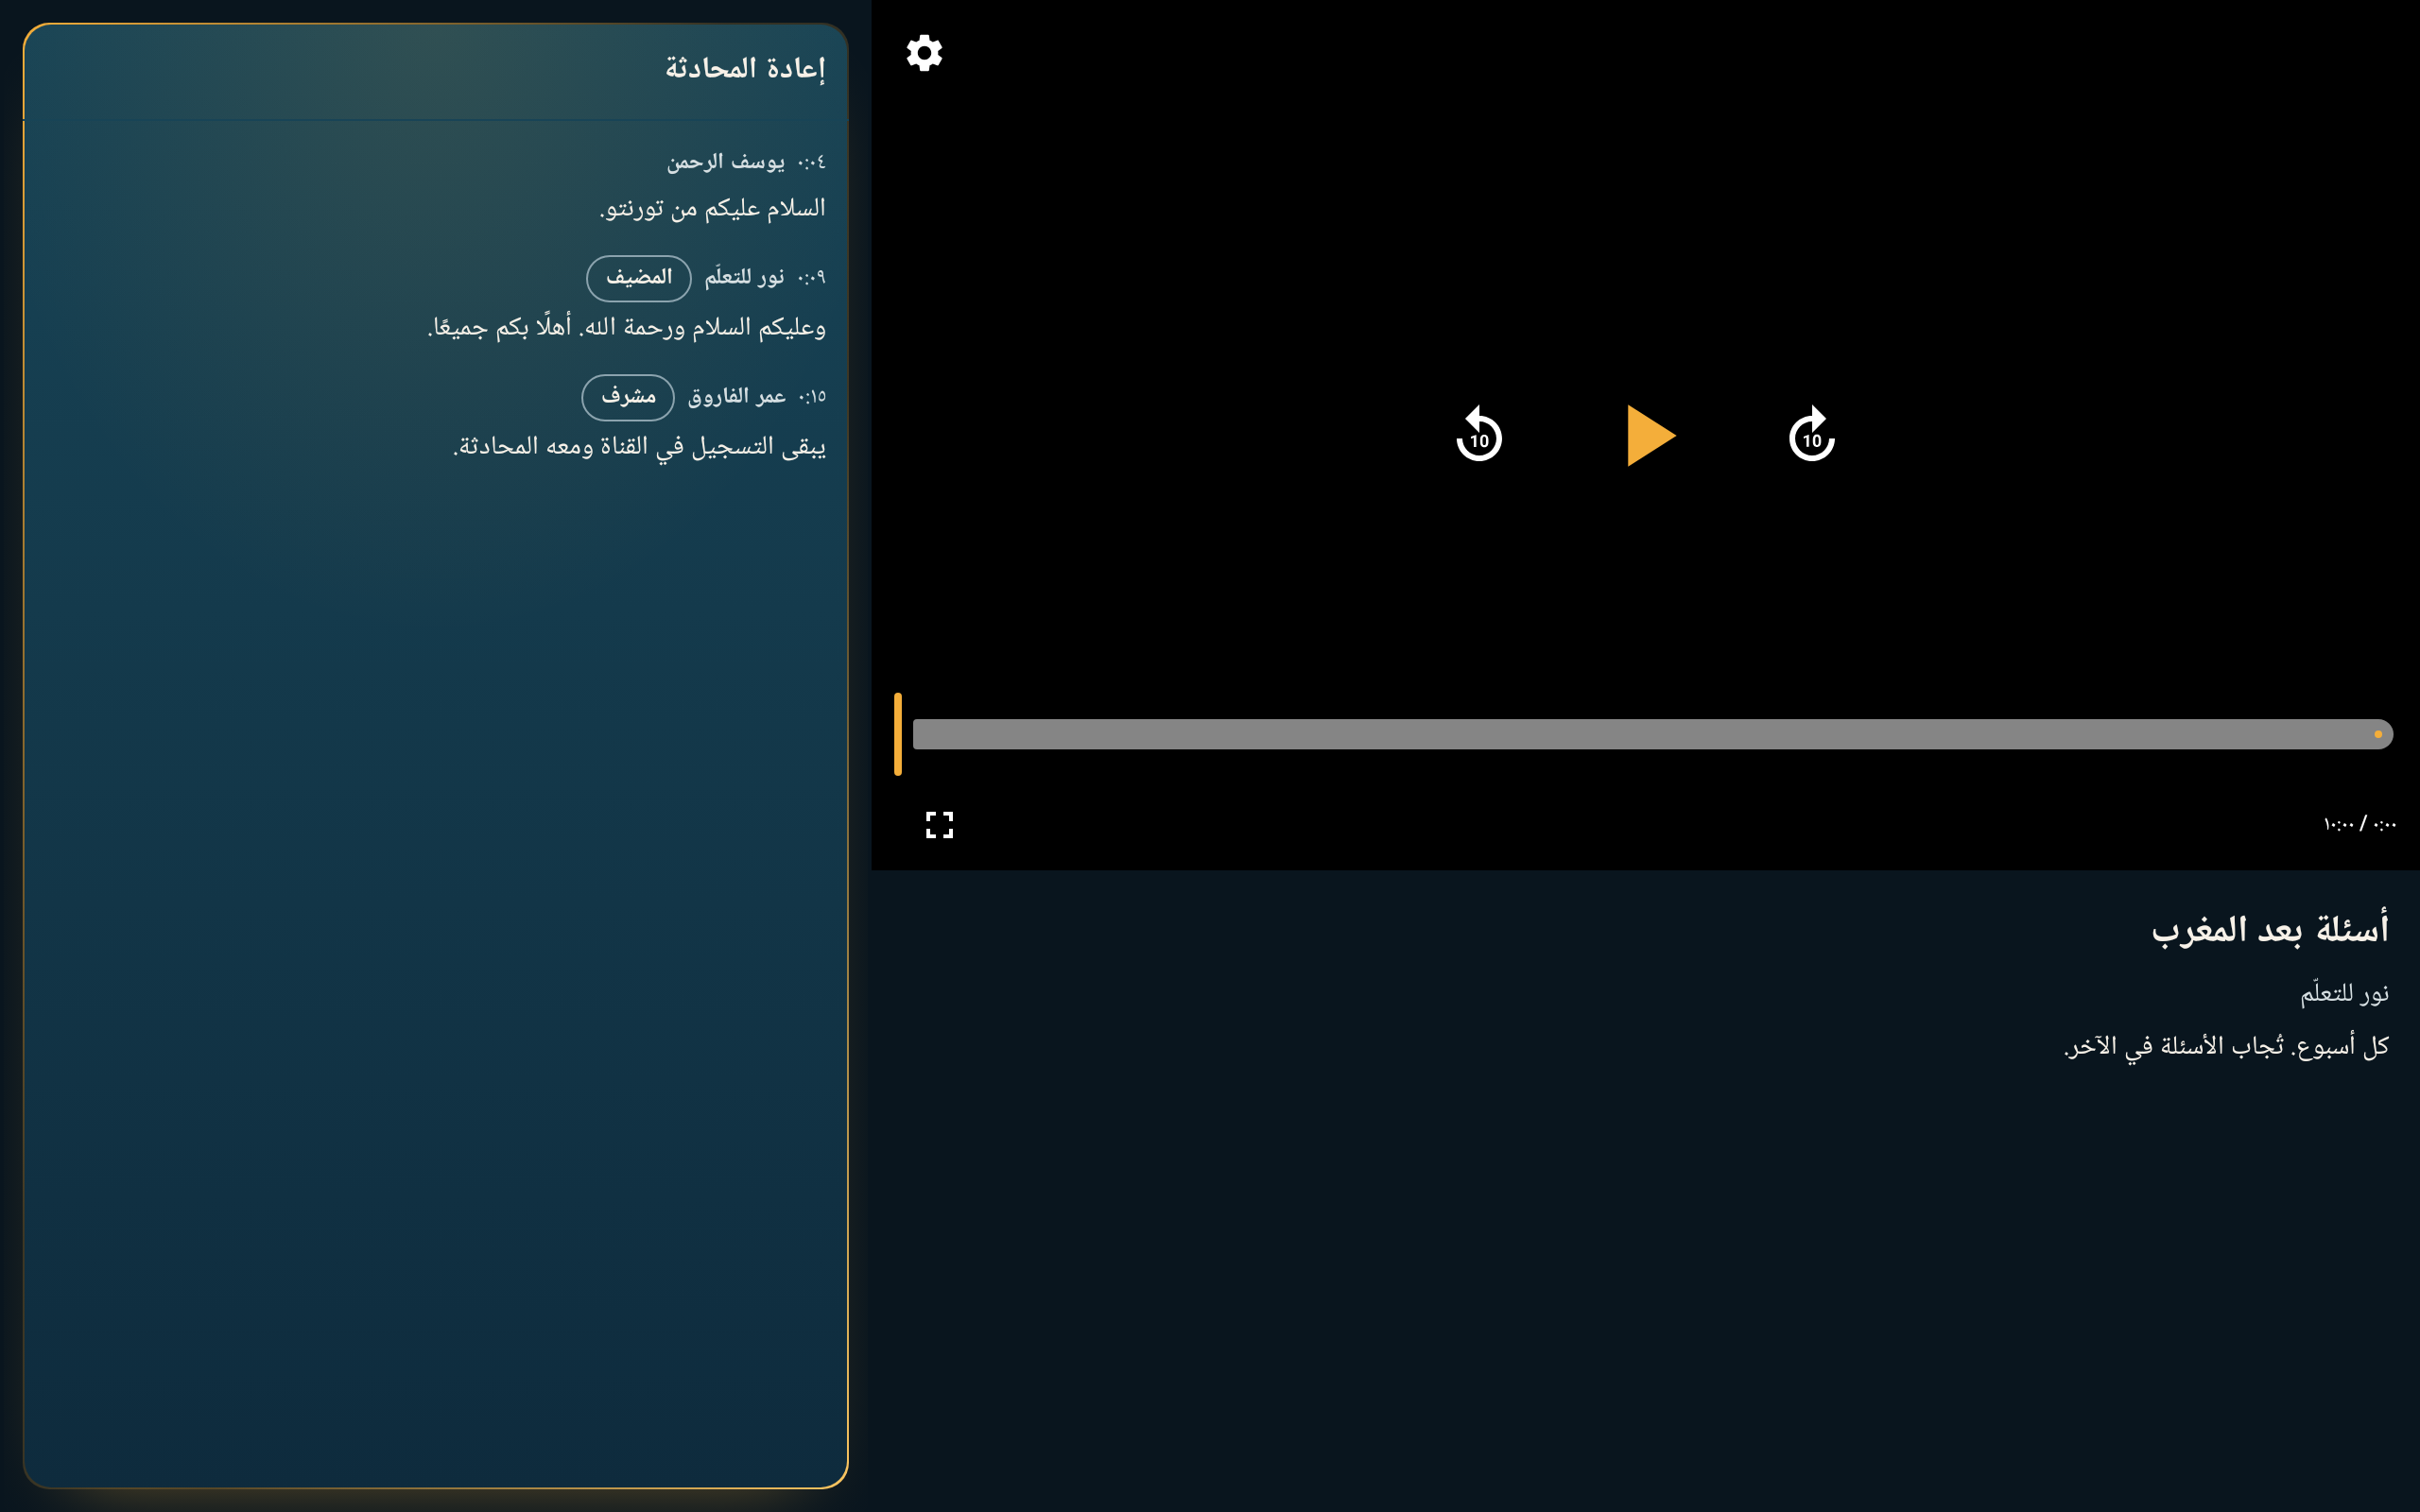 إعادة المحادثة
٠:٠٤ يوسف الرحمن
السلام عليكم من تورنتو.
٠:٠٩ نور للتعلّم المضيف
وعليكم السلام ورحمة الله. أهلًا بكم جميعًا.
٠:١٥ عمر الفاروق مشرف
يبقى التسجيل في القناة ومعه المحادثة.
10
10
٠:٠٠ / ١٠:٠٠
أسئلة بعد المغرب
نور للتعلّم
كل أسبوع. تُجاب الأسئلة في الآخر.